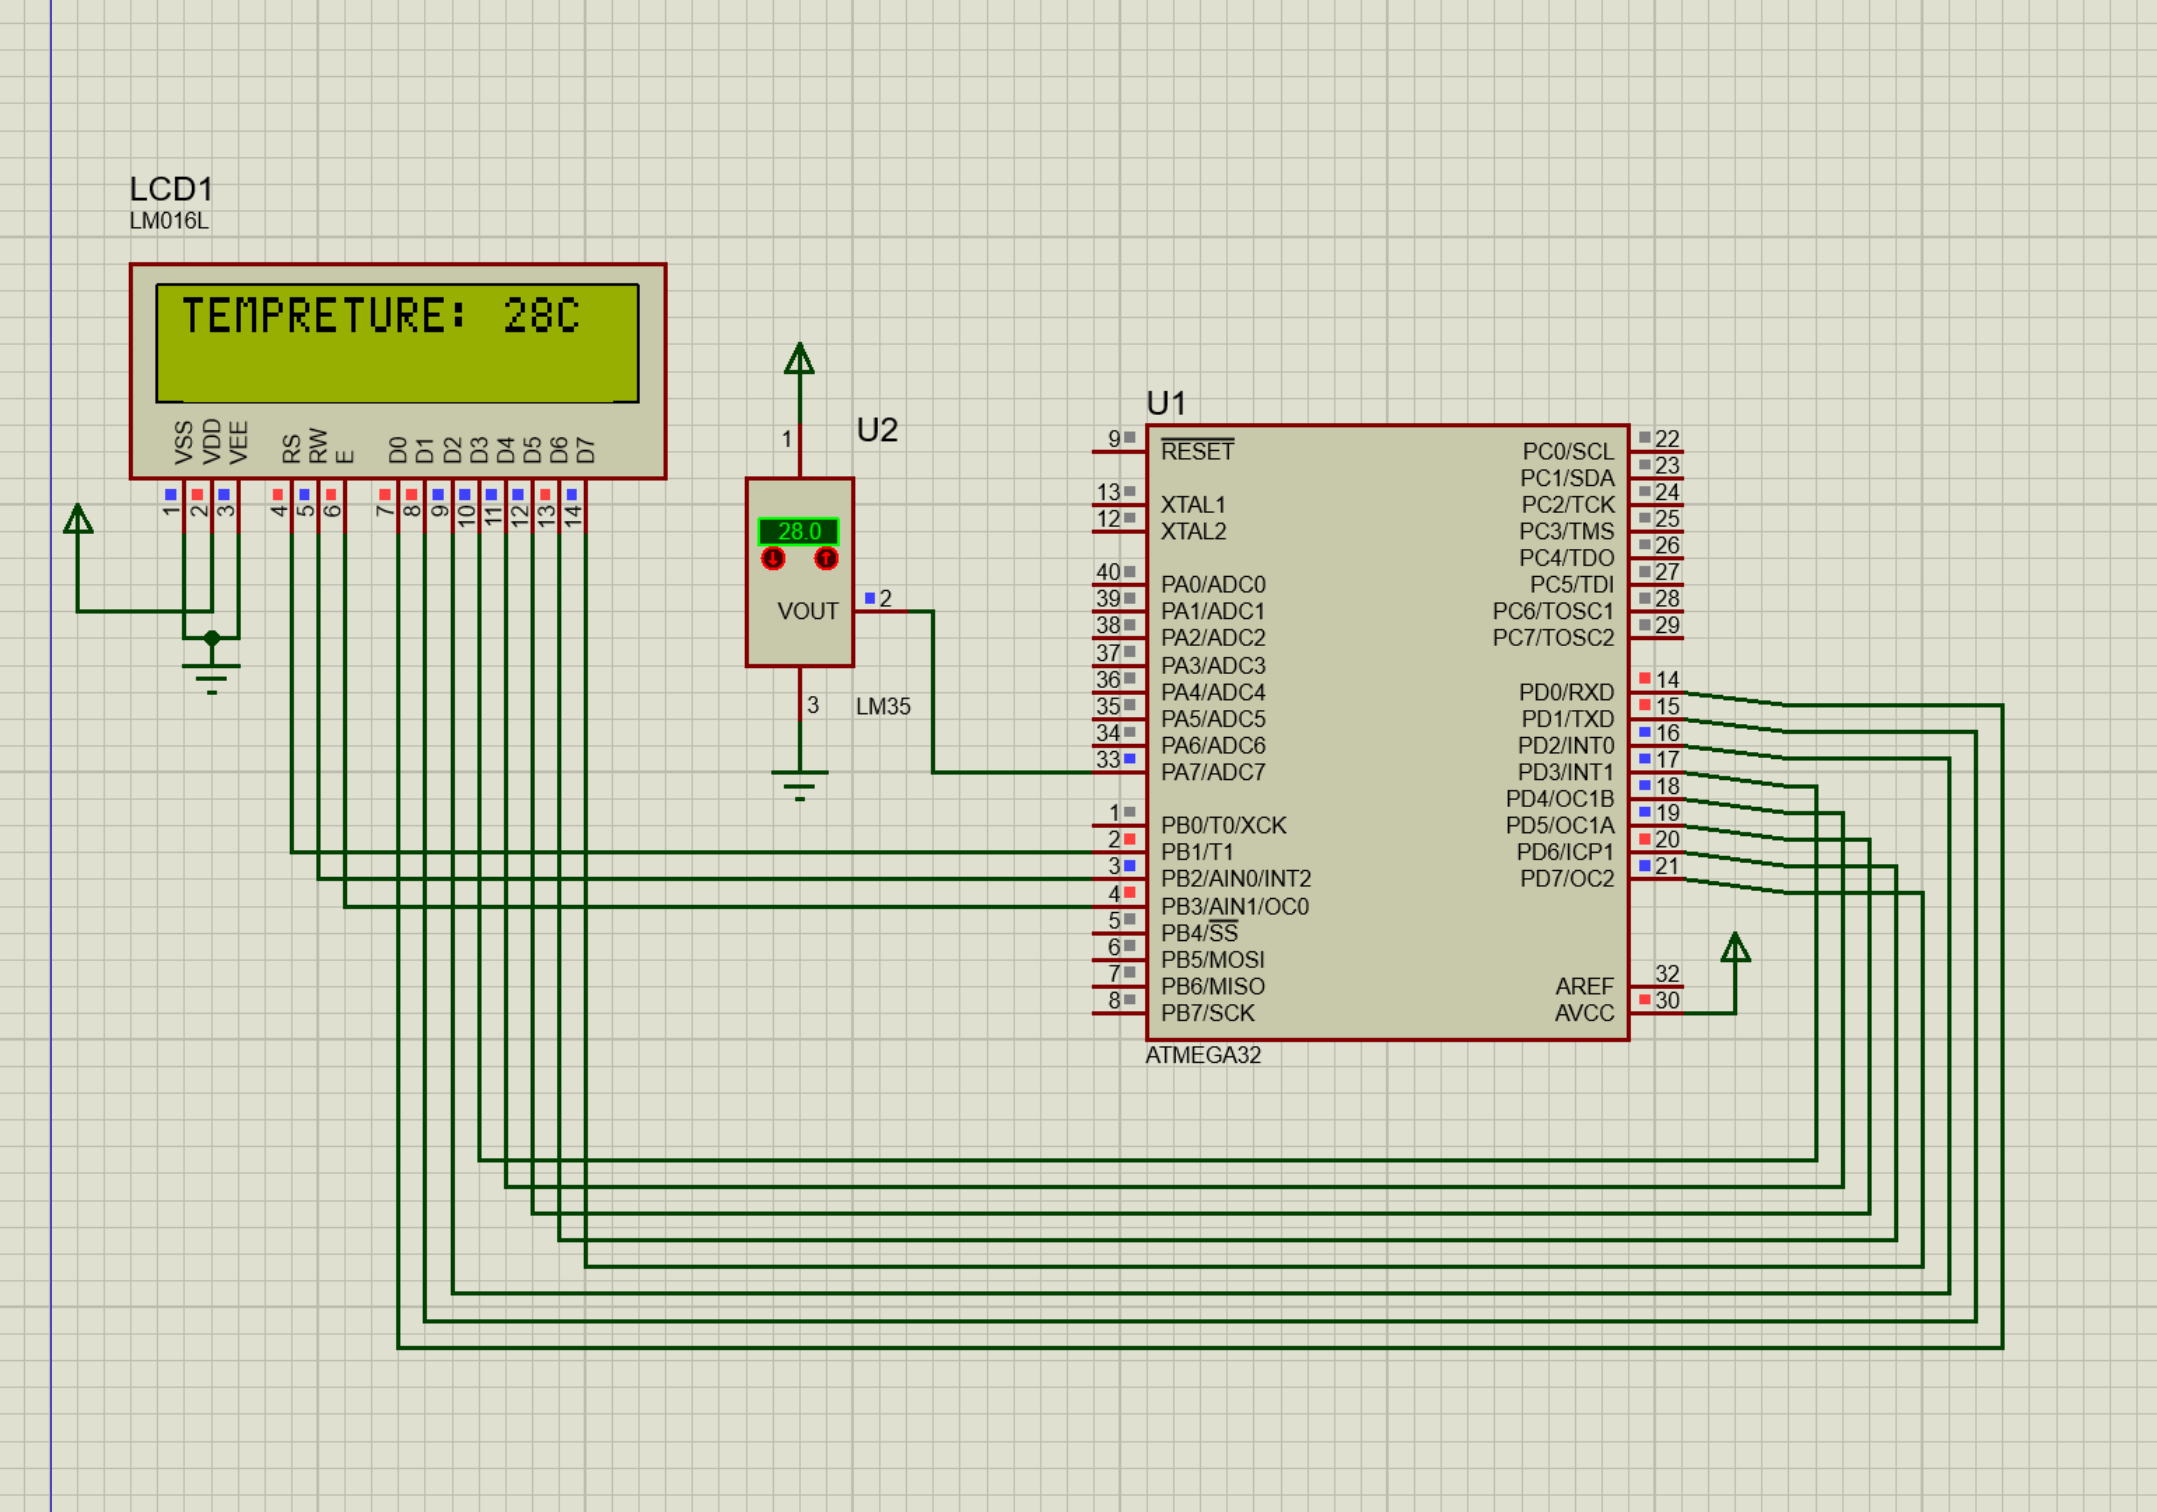 LCD1
LM016L
TEMPRETURE: 28C
VSS VDD VEE RS RW E D0 D1 D2 D3 D4 D5 D6 D7
1 2 3 4 5 6 7 8 9 10 11 12 13 14
U2
1
28.0
VOUT
2
3
LM35
U1
9 RESET
13 XTAL1
12 XTAL2
40 PA0/ADC0
39 PA1/ADC1
38 PA2/ADC2
37 PA3/ADC3
36 PA4/ADC4
35 PA5/ADC5
34 PA6/ADC6
33 PA7/ADC7
1 PB0/T0/XCK
2 PB1/T1
3 PB2/AIN0/INT2
4 PB3/AIN1/OC0
5 PB4/SS
6 PB5/MOSI
7 PB6/MISO
8 PB7/SCK
PC0/SCL 22
PC1/SDA 23
PC2/TCK 24
PC3/TMS 25
PC4/TDO 26
PC5/TDI 27
PC6/TOSC1 28
PC7/TOSC2 29
PD0/RXD 14
PD1/TXD 15
PD2/INT0 16
PD3/INT1 17
PD4/OC1B 18
PD5/OC1A 19
PD6/ICP1 20
PD7/OC2 21
AREF 32
AVCC 30
ATMEGA32